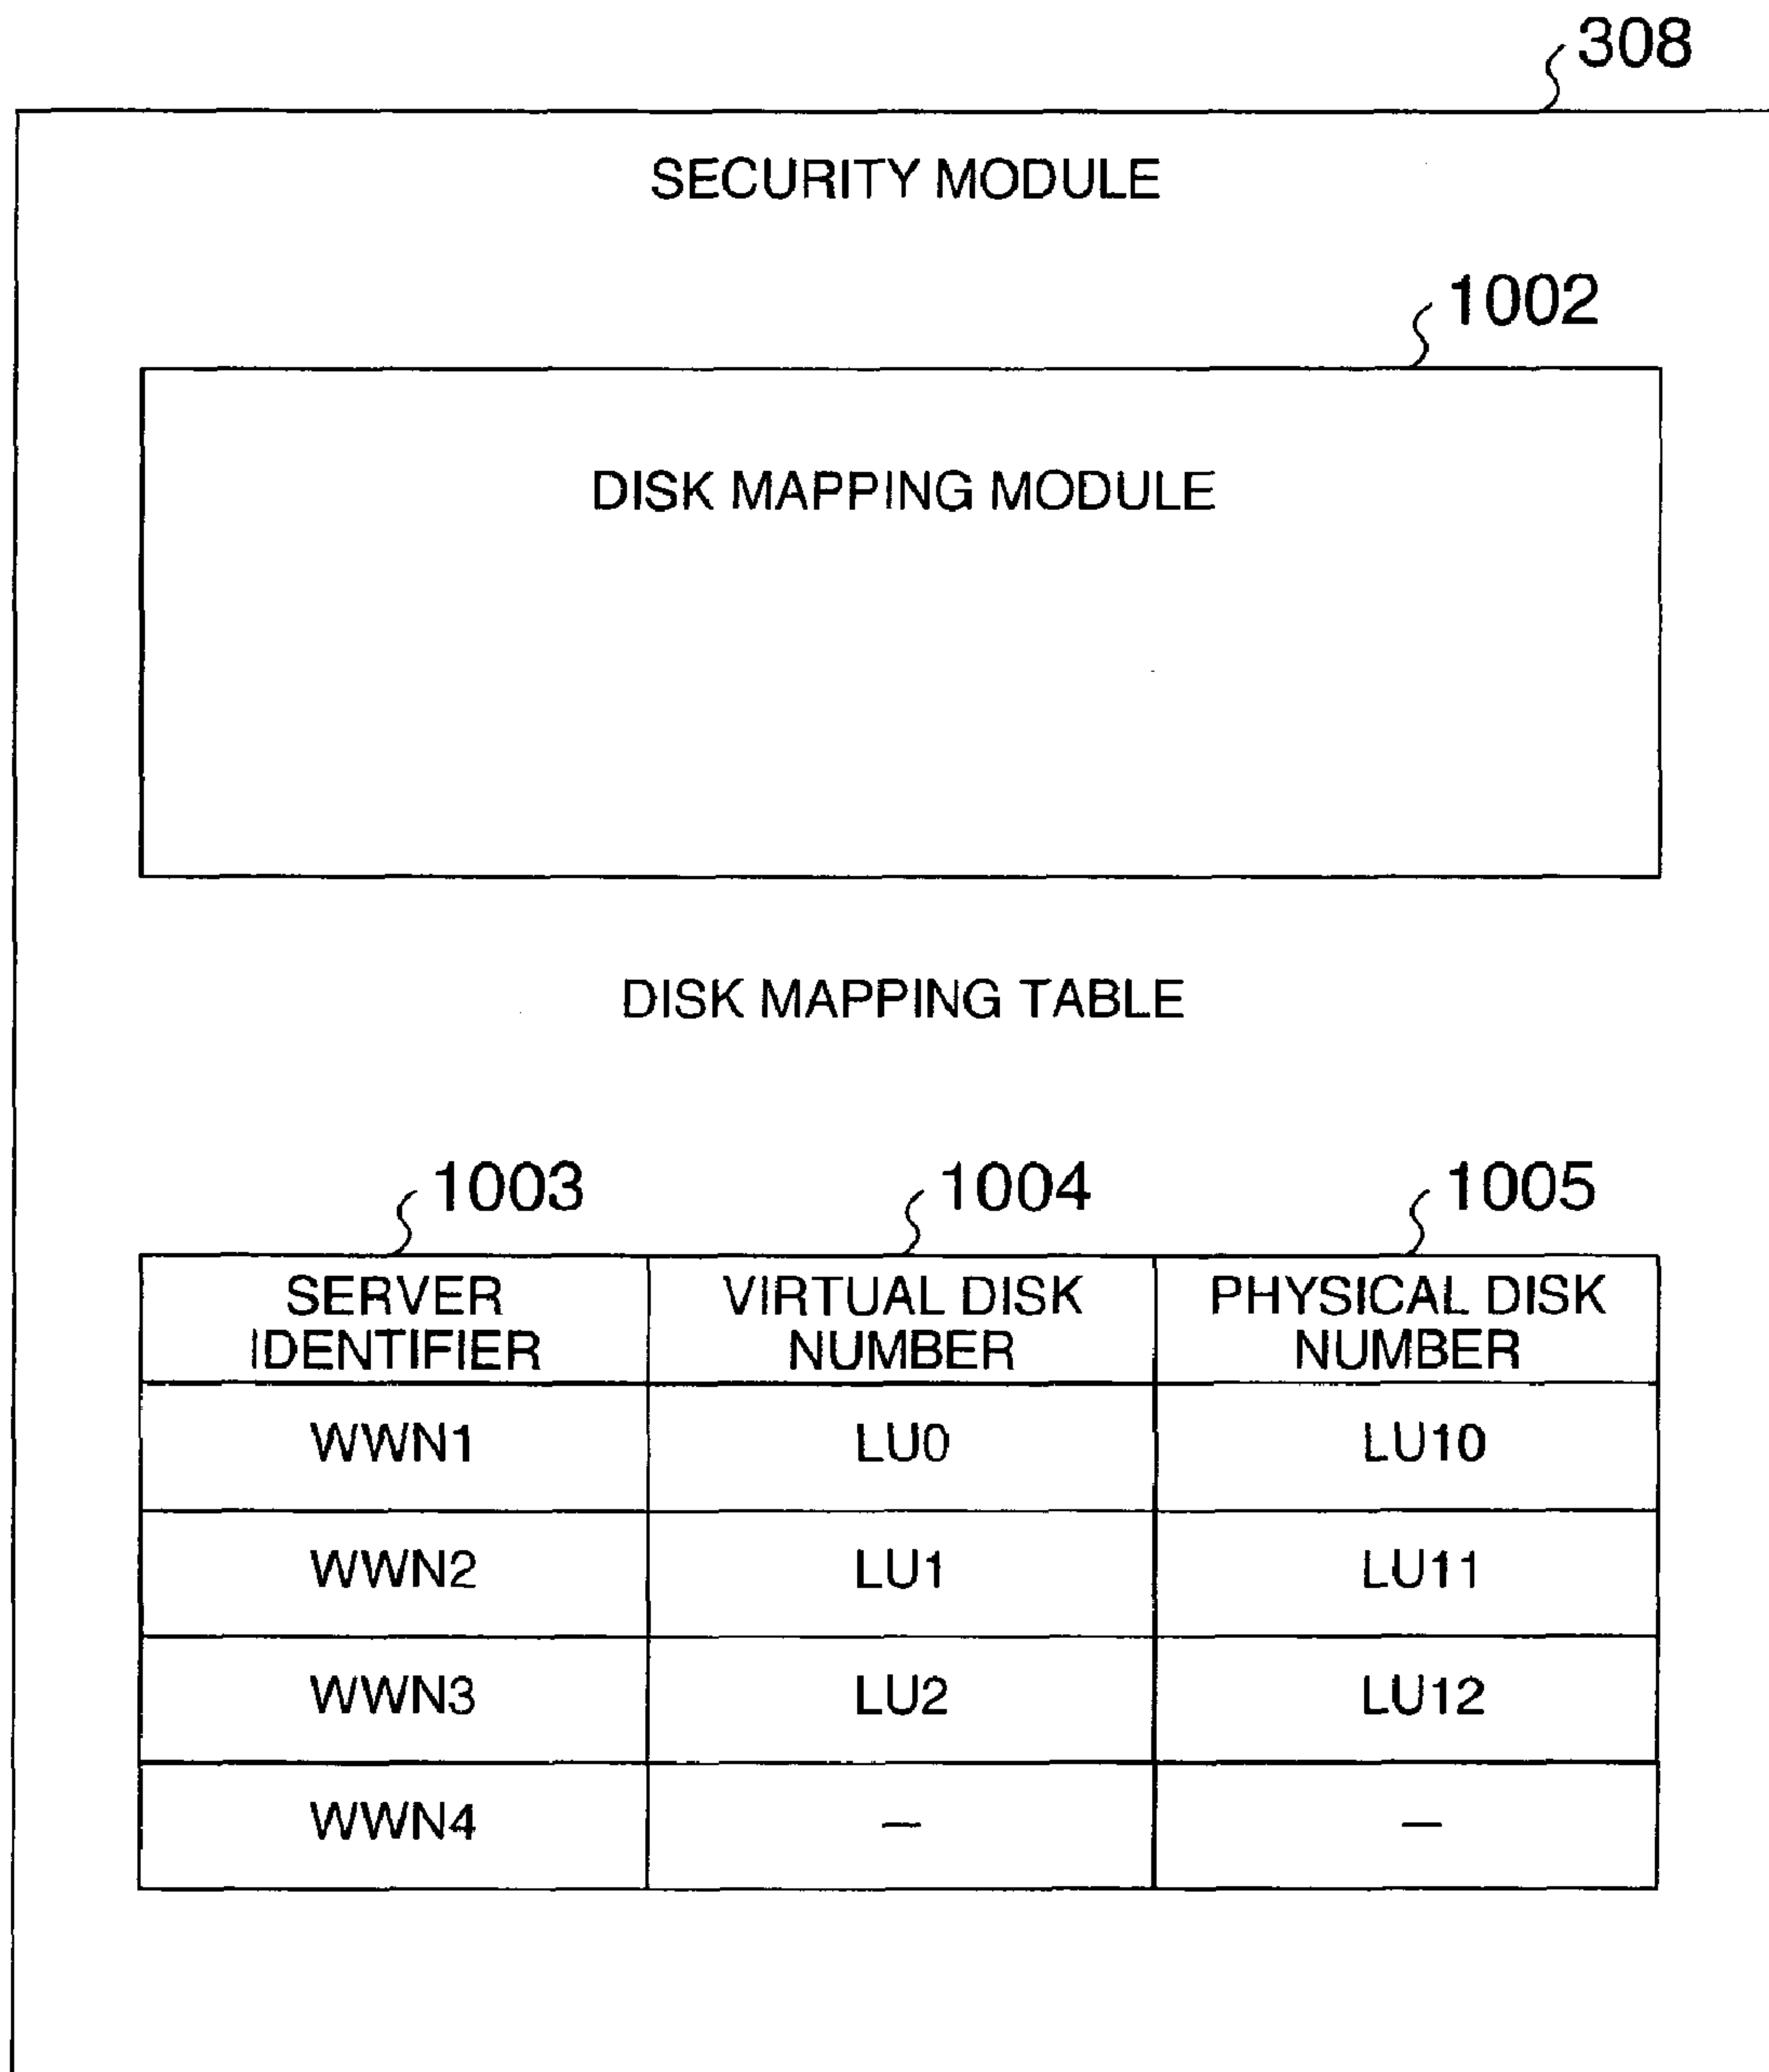 308
SECURITY MODULE
1002
DISK MAPPING MODULE
DISK MAPPING TABLE
1003 1004 1005
SERVER IDENTIFIER VIRTUAL DISK NUMBER PHYSICAL DISK NUMBER
WWN1 LU0 LU10
WWN2 LU1 LU11
WWN3 LU2 LU12
WWN4 – –